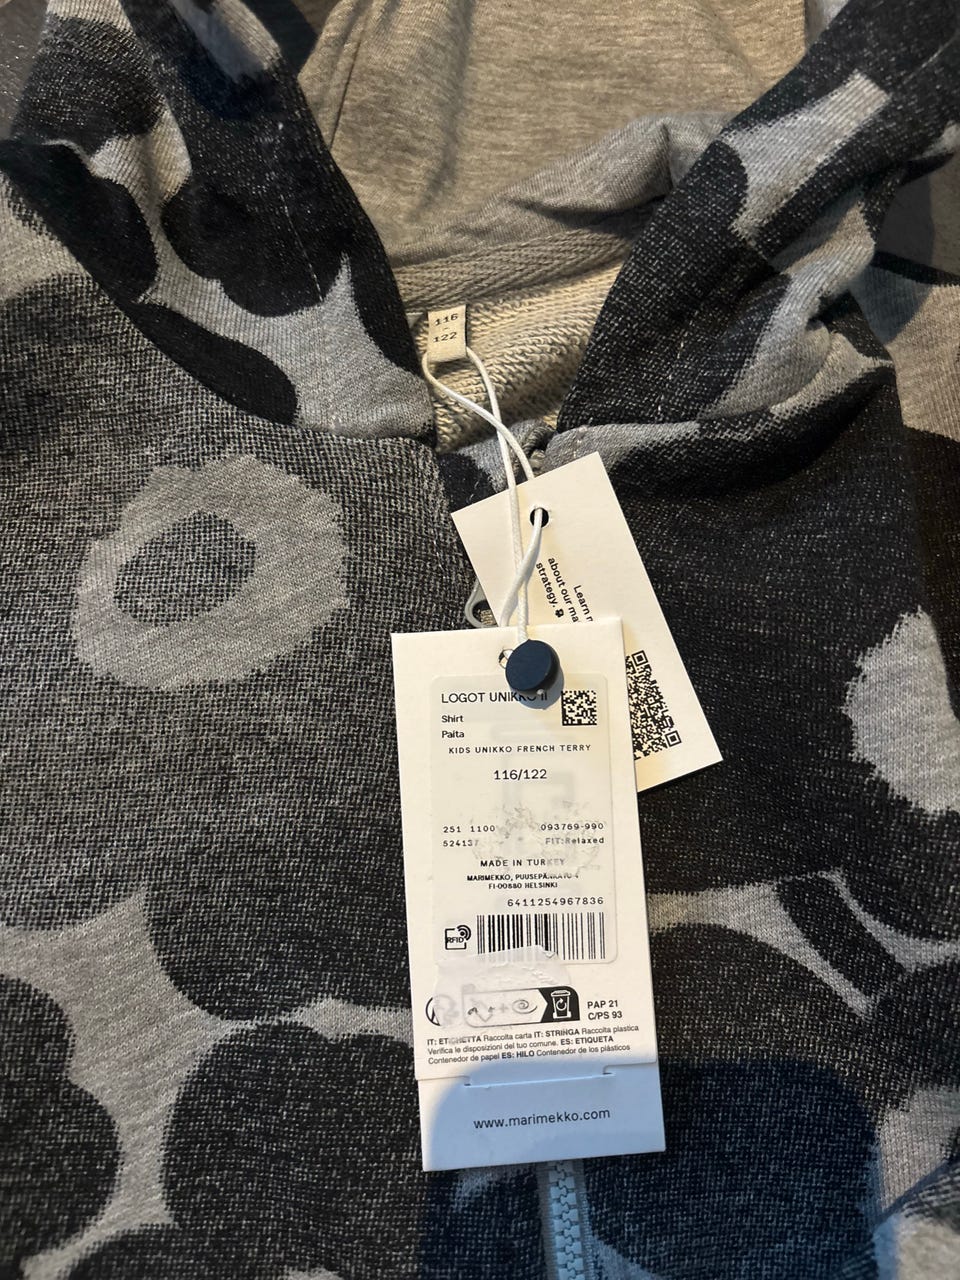 116
-
122
Learn
about our
strategy.
LOGOT UNIKKO II
Shirt
Paita
KIDS UNIKKO FRENCH TERRY
116/122
251 1100
093769-990
524137
FIT:Relaxed
MADE IN TURKEY
MARIMEKKO, PUUSEPÄNKATU 4
FI-00880 HELSINKI
6411254967836
RFID
PAP 21
C/PS 93
IT: ETICHETTA Raccolta carta IT: STRINGA Raccolta plastica
Verifica le disposizioni del tuo comune. ES: ETIQUETA
Contenedor de papel ES: HILO Contenedor de los plásticos
www.marimekko.com